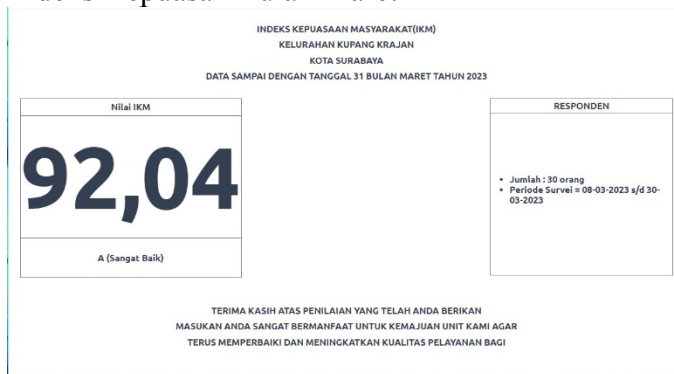 INDEKS KEPUASAAN MASYARAKAT(IKM)
KELURAHAN KUPANG KRAJAN
KOTA SURABAYA
DATA SAMPAI DENGAN TANGGAL 31 BULAN MARET TAHUN 2023
Nilai IKM
92,04
A (Sangat Baik)
RESPONDEN
• Jumlah : 30 orang
• Periode Survei = 08-03-2023 s/d 30-
03-2023
TERIMA KASIH ATAS PENILAIAN YANG TELAH ANDA BERIKAN
MASUKAN ANDA SANGAT BERMANFAAT UNTUK KEMAJUAN UNIT KAMI AGAR
TERUS MEMPERBAIKI DAN MENINGKATKAN KUALITAS PELAYANAN BAGI